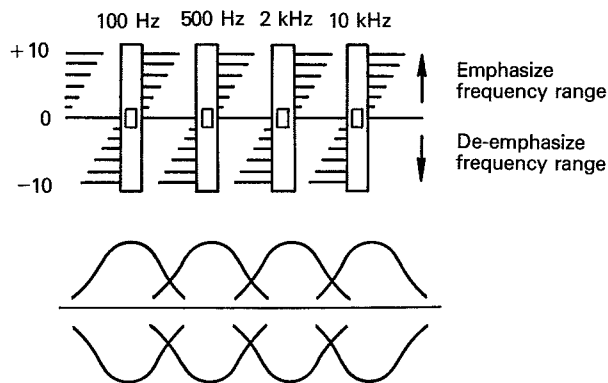 100 Hz 500 Hz 2 kHz 10 kHz
+10
Emphasize
frequency range
0
De-emphasize
frequency range
−10